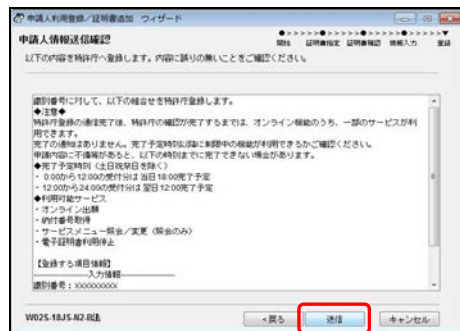 申請人利用登録/証明書追加 ウィザード
申請人情報送信確認
●>>>>>●>>>>>●>>>>>●>>>>>▼
開始 証明書指定 証明書確認 情報入力 登録
以下の内容を特許庁へ登録します。内容に誤りの無いことをご確認ください。
識別番号に対して、以下の組合せを特許庁登録します。
◆注意◆
特許庁登録の通信完了後、特許庁の確認が完了するまでは、オンライン機能のうち、一部のサービスが利
用できます。
完了の通知はありません。完了予定時刻以降に制限中の機能が利用できるかご確認ください。
申請内容に不備等があると、以下の時刻までに完了できない場合があります。
◆完了予定時刻(土日祝祭日を除く)
・0:00から12:00の受付分は当日18:00完了予定
・12:00から24:00の受付分は翌日12:00完了予定
◆利用可能サービス
・オンライン出願
・納付番号取得
・サービスメニュー照会/変更(照会のみ)
・電子証明書利用停止
【登録する項目情報】
――――――入力情報――――――
識別番号:XXXXXXXXX
W02S-18JS-N2-R法
<戻る 送信 キャンセル